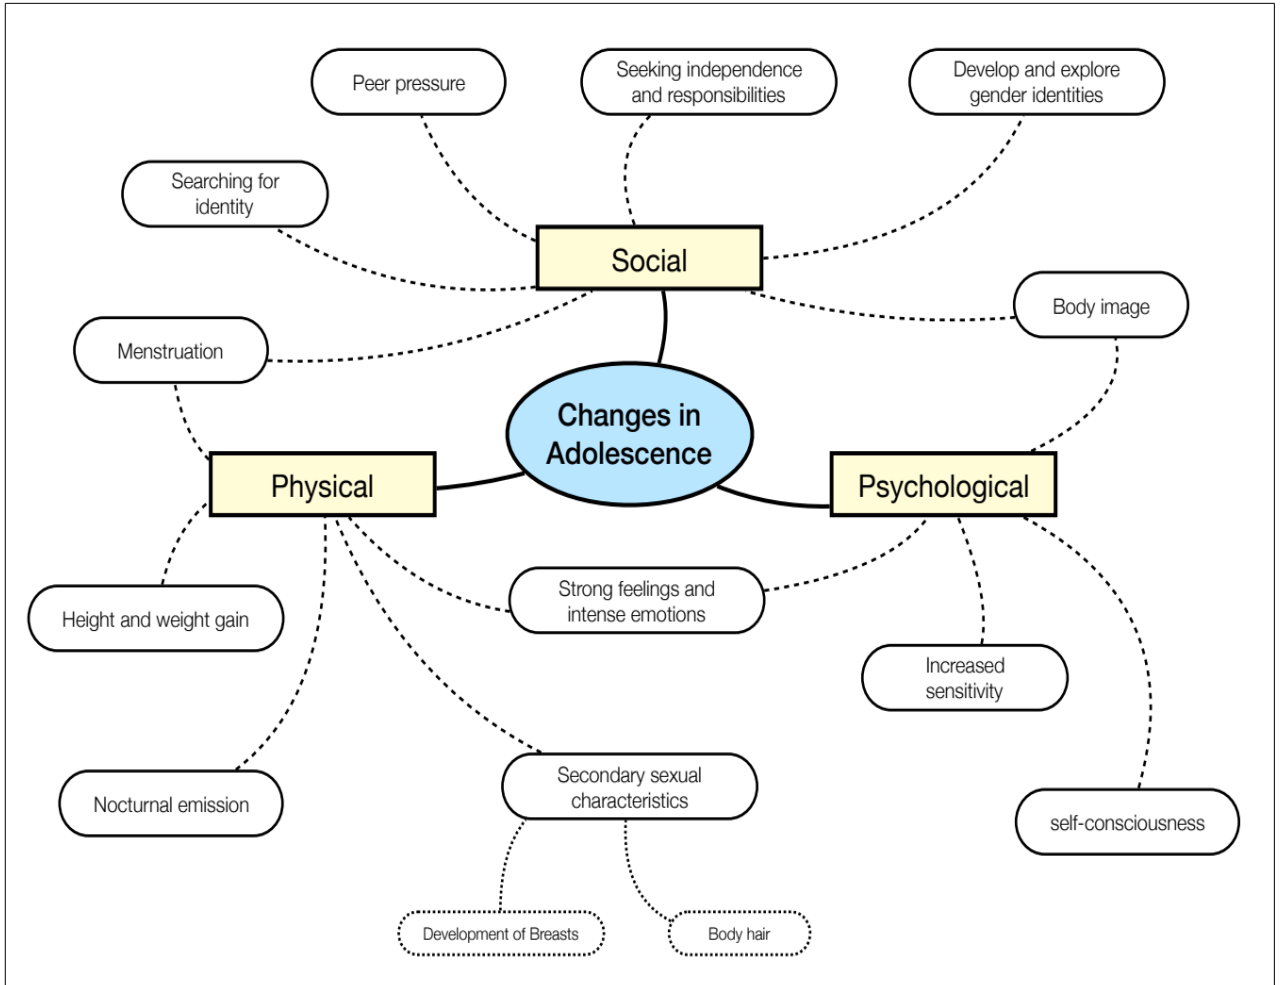 Peer pressure
Seeking independence
and responsibilities
Develop and explore
gender identities
Searching for
identity
Social
Body image
Menstruation
Changes in
Adolescence
Physical
Psychological
Strong feelings and
intense emotions
Height and weight gain
Increased
sensitivity
Secondary sexual
characteristics
Nocturnal emission
self-consciousness
Development of Breasts
Body hair